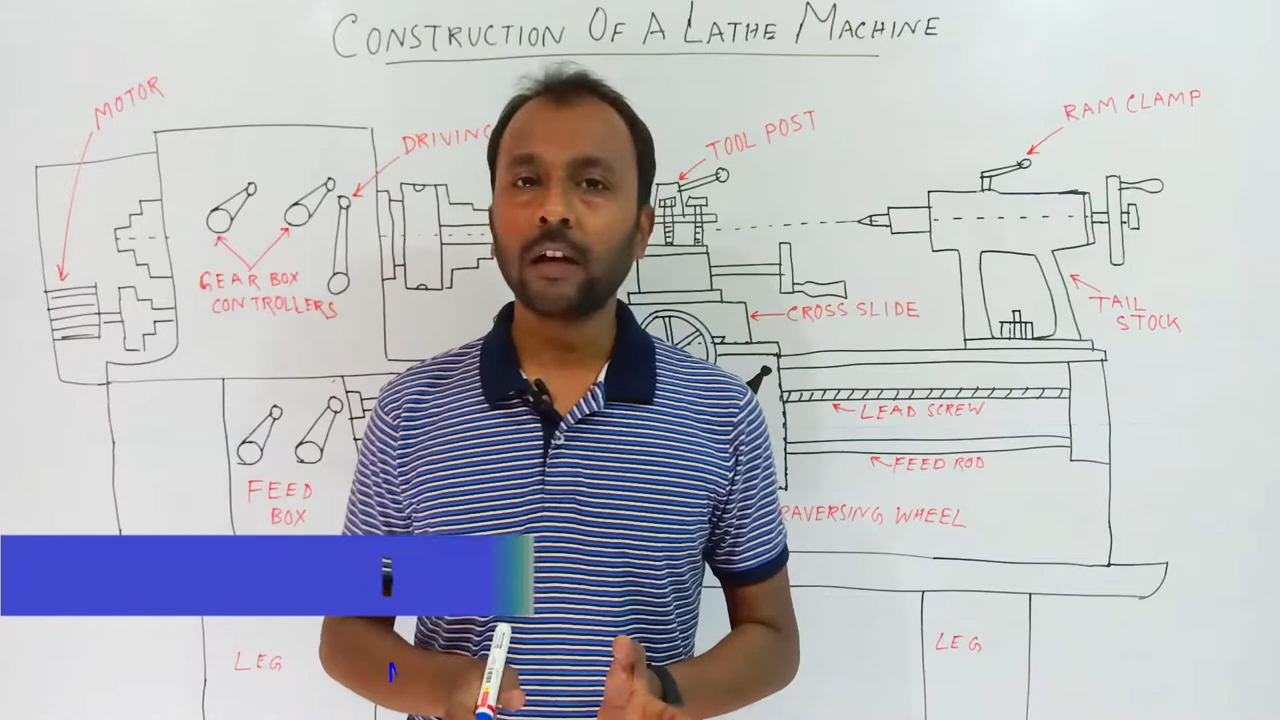 CONSTRUCTION OF A LATHE MACHINE
MOTOR
DRIVING
TOOL POST
RAM CLAMP
GEAR BOX
CONTROLLERS
CROSS SLIDE
TAIL
STOCK
LEAD SCREW
FEED ROD
FEED
BOX
RAVERSING WHEEL
LEG
LEG